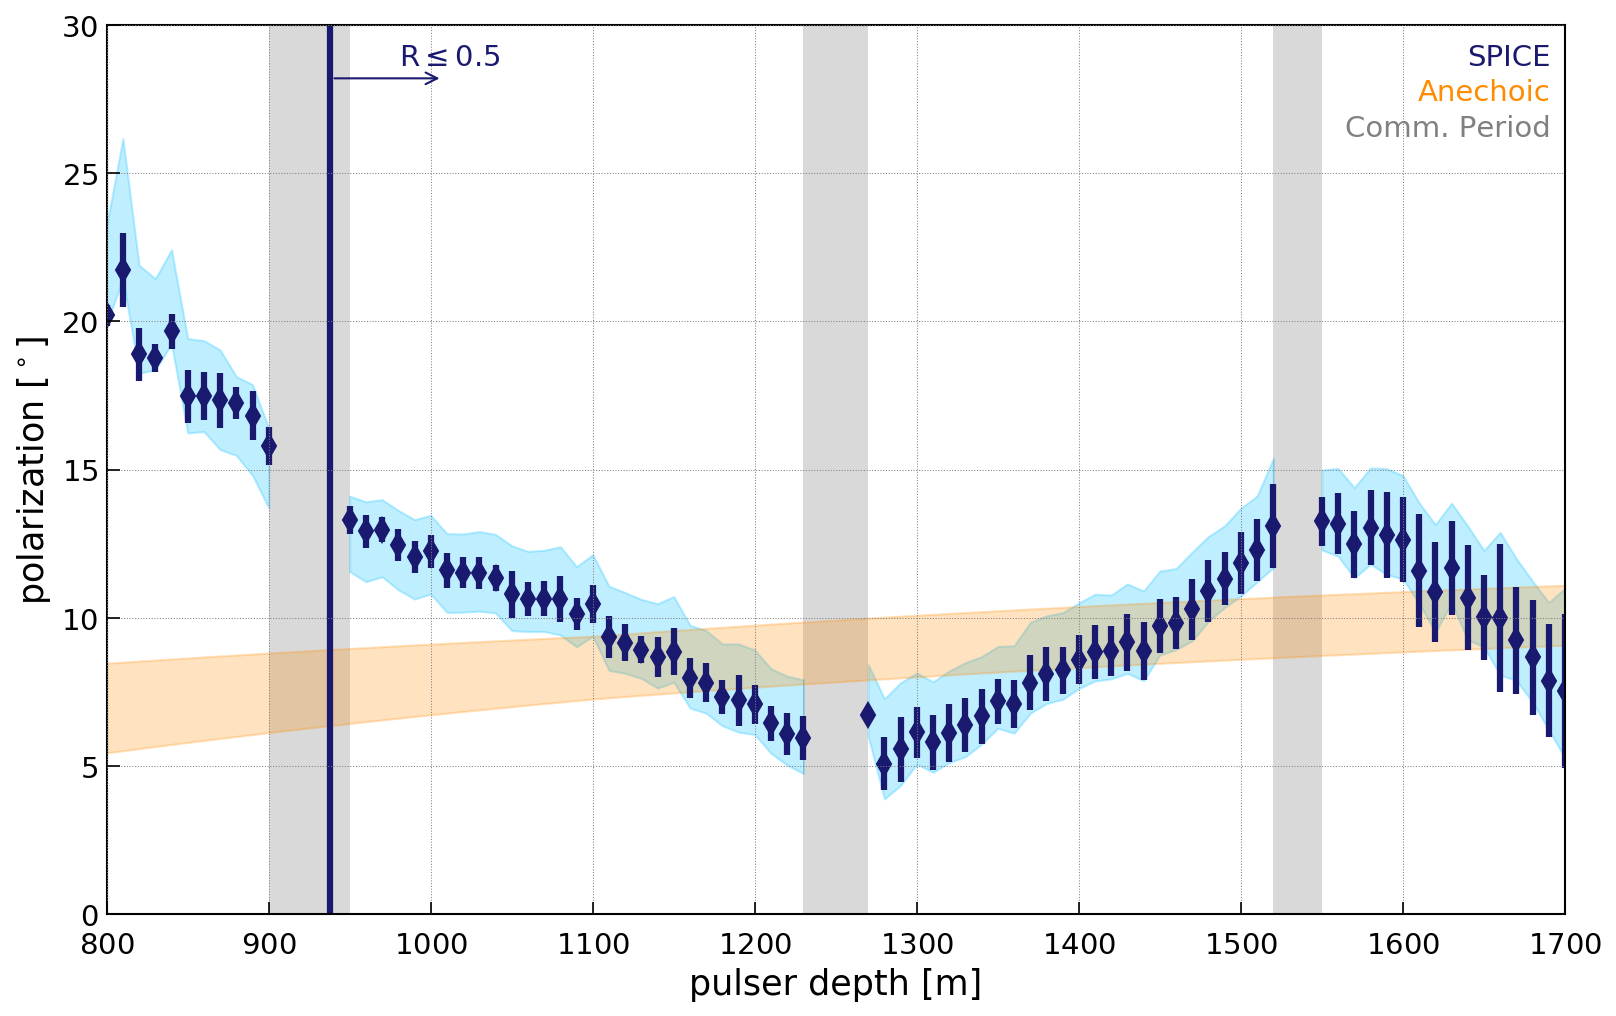 R ≤ 0.5
SPICE
Anechoic
Comm. Period
30
25
20
15
10
5
0
polarization [°]
800 900 1000 1100 1200 1300 1400 1500 1600 1700
pulser depth [m]